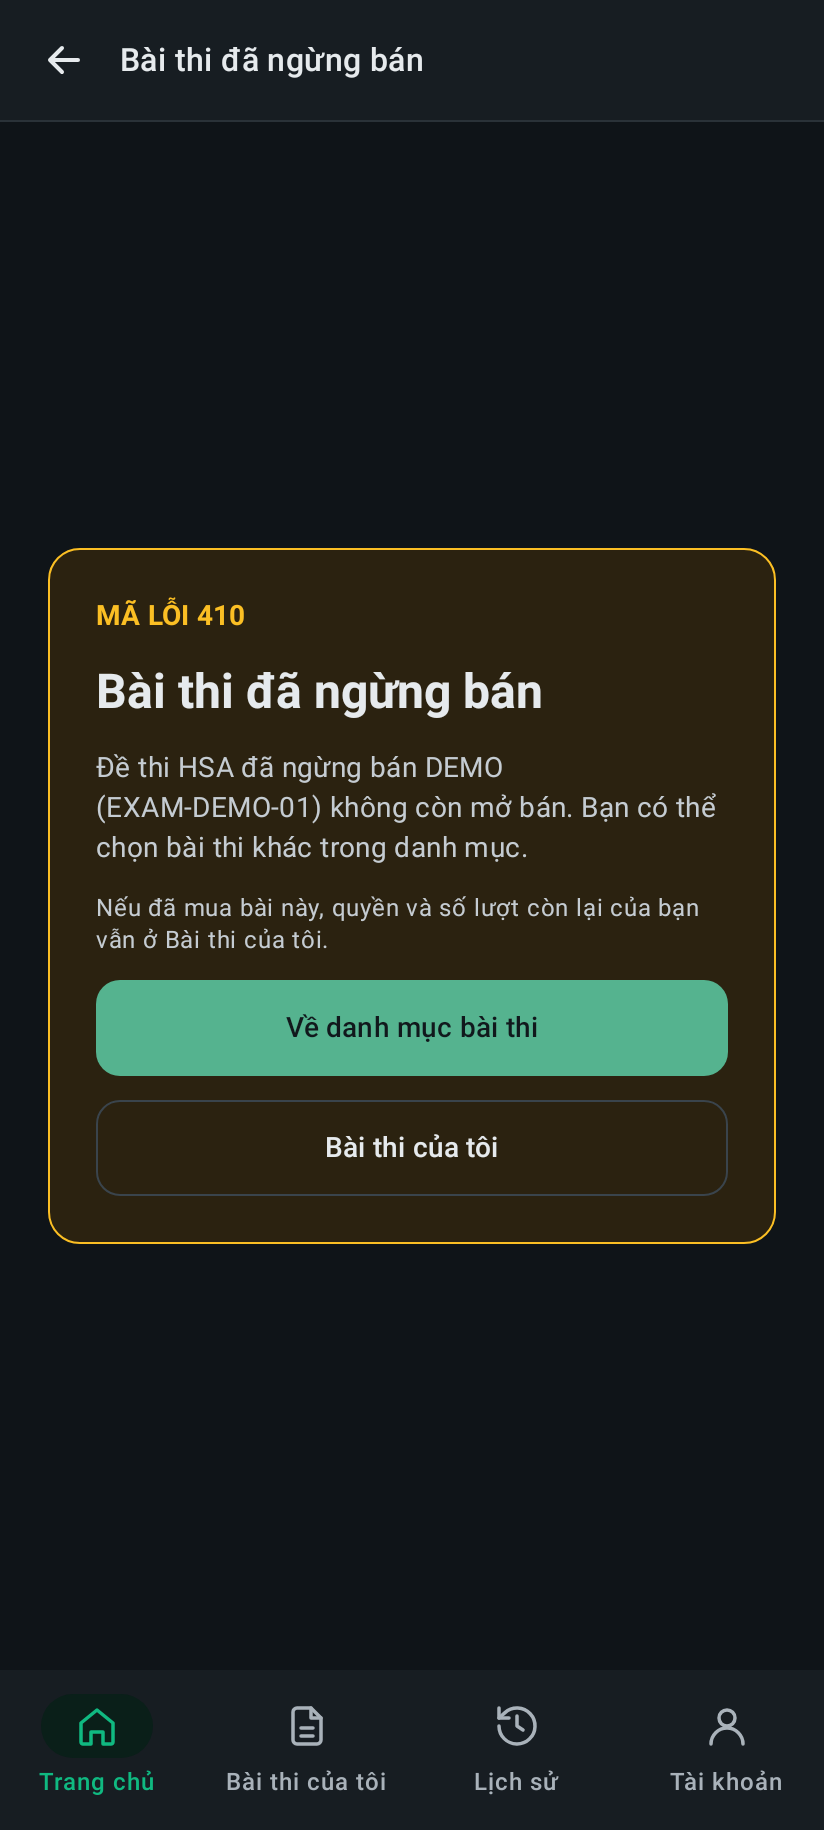 Bài thi đã ngừng bán
MÃ LỖI 410
Bài thi đã ngừng bán
Đề thi HSA đã ngừng bán DEMO
(EXAM-DEMO-01) không còn mở bán. Bạn có thể
chọn bài thi khác trong danh mục.
Nếu đã mua bài này, quyền và số lượt còn lại của bạn
vẫn ở Bài thi của tôi.
Về danh mục bài thi
Bài thi của tôi
Trang chủ
Bài thi của tôi
Lịch sử
Tài khoản